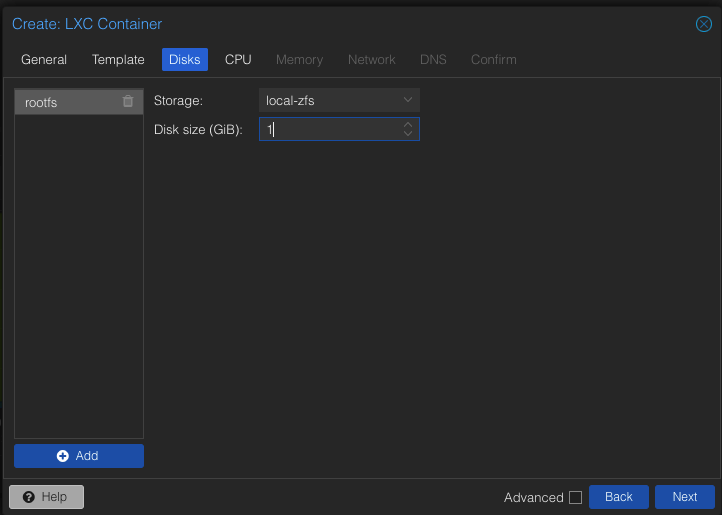 Create: LXC Container
General Template Disks CPU Memory Network DNS Confirm
rootfs
Storage: local-zfs
Disk size (GiB): 1
Add
Help Advanced Back Next